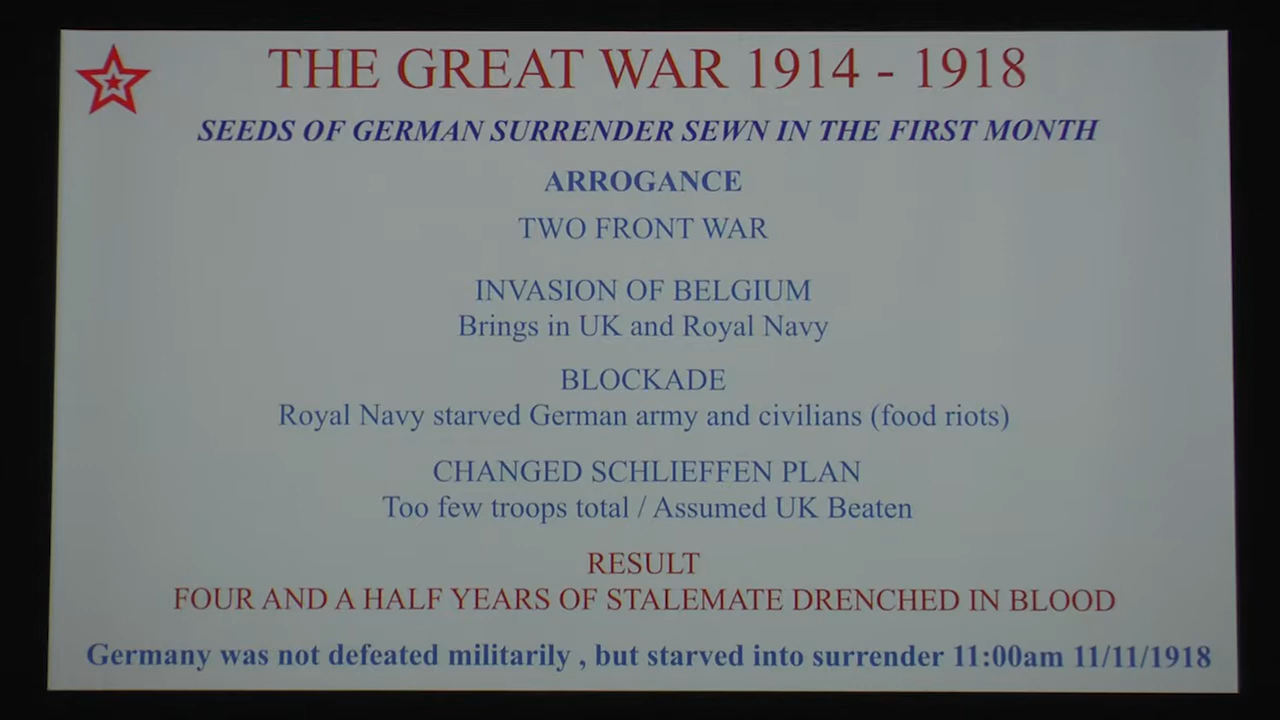 THE GREAT WAR 1914 - 1918
SEEDS OF GERMAN SURRENDER SEWN IN THE FIRST MONTH
ARROGANCE
TWO FRONT WAR
INVASION OF BELGIUM
Brings in UK and Royal Navy
BLOCKADE
Royal Navy starved German army and civilians (food riots)
CHANGED SCHLIEFFEN PLAN
Too few troops total / Assumed UK Beaten
RESULT
FOUR AND A HALF YEARS OF STALEMATE DRENCHED IN BLOOD
Germany was not defeated militarily , but starved into surrender 11:00am 11/11/1918